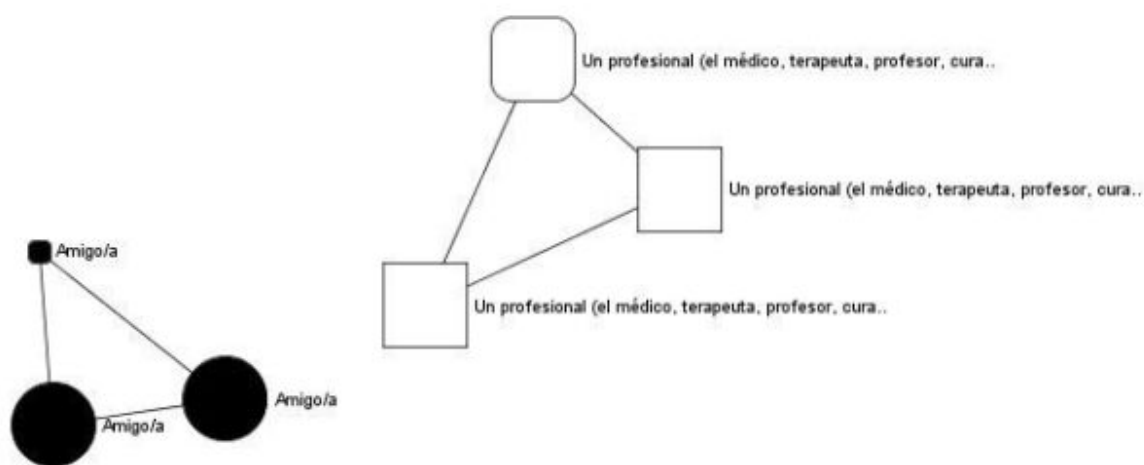 Un profesional (el médico, terapeuta, profesor, cura..
Un profesional (el médico, terapeuta, profesor, cura..
Amigo/a
Un profesional (el médico, terapeuta, profesor, cura..
Amigo/a
Amigo/a